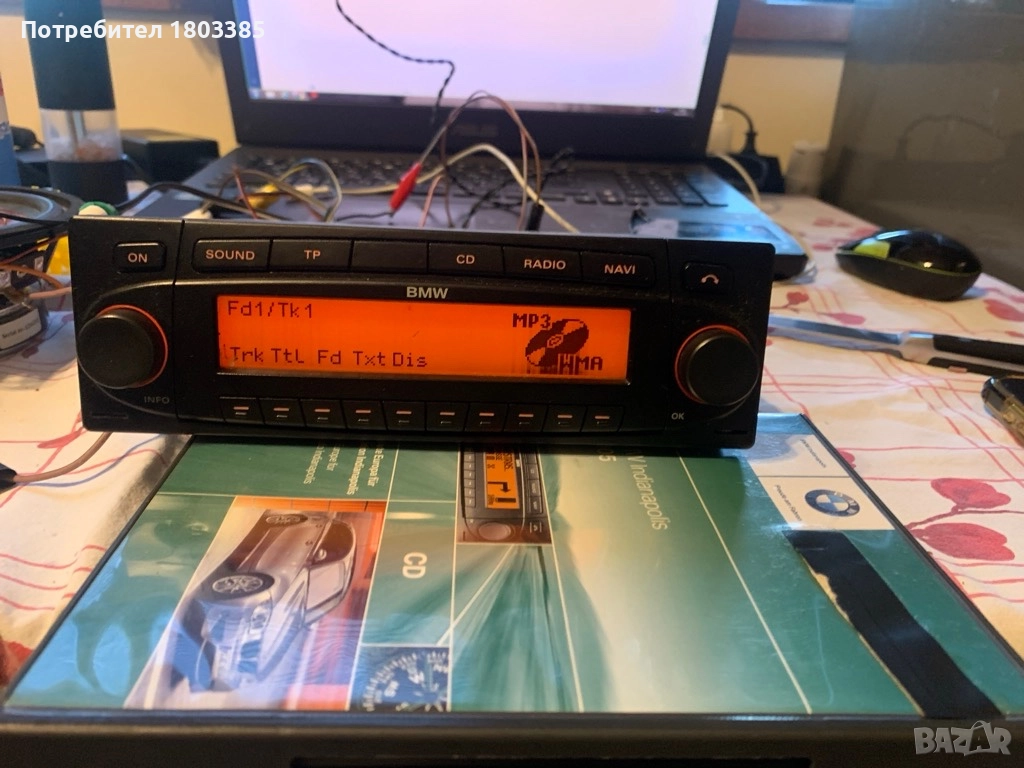 Потребител 1803385
ON
SOUND TP CD RADIO NAVI
BMW
Fd1/Tk1
MP3
WMA
Trk TtL Fd Txt Dis
INFO
OK
CD
Indianapolis
BAZAR